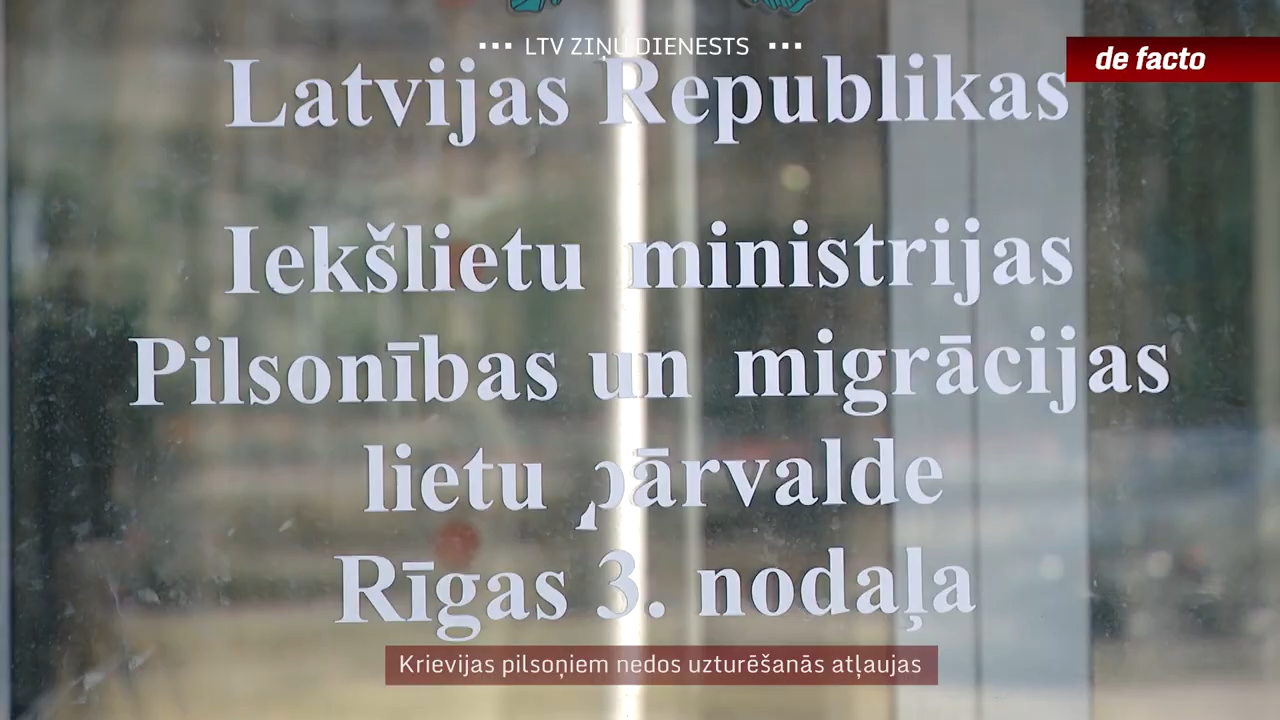 LTV ZIŅU DIENESTS
de facto
Latvijas Republikas
Iekšlietu ministrijas
Pilsonības un migrācijas
lietu pārvalde
Rīgas 3. nodaļa
Krievijas pilsoņiem nedos uzturēšanās atļaujas